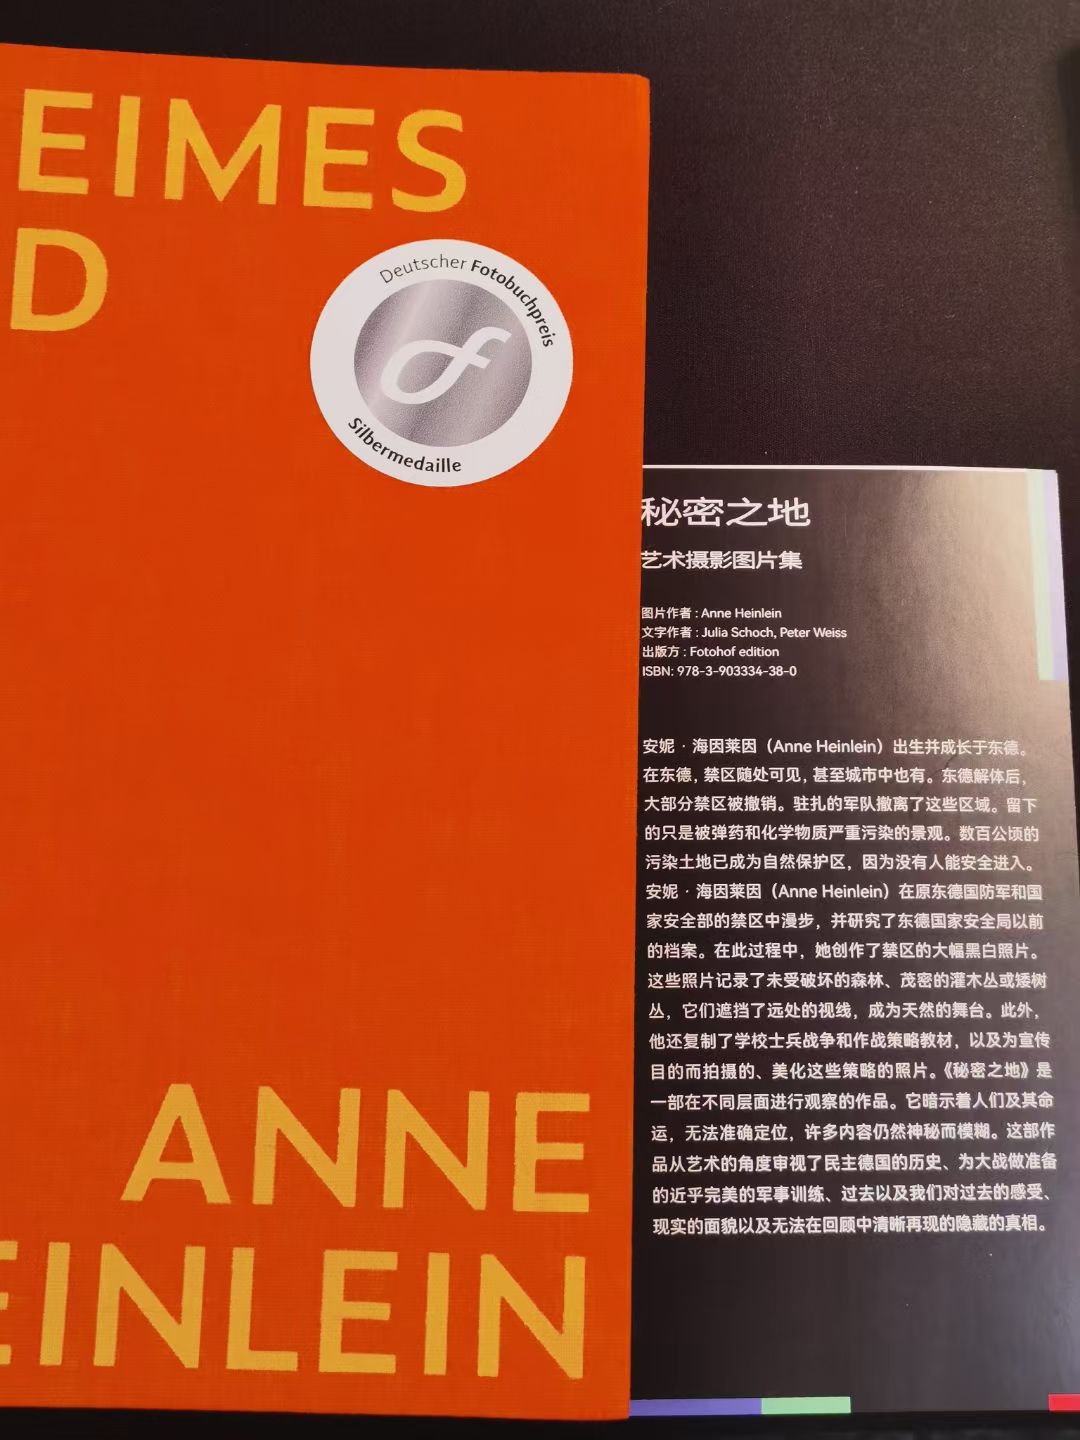 EIMES
D
Deutscher Fotobuchpreis
Silbermedaille
ANNE
EINLEIN
秘密之地
艺术摄影图片集
图片作者 : Anne Heinlein
文字作者 : Julia Schoch, Peter Weiss
出版方 : Fotohof edition
ISBN: 978-3-903334-38-0
安妮 · 海因莱因（Anne Heinlein）出生并成长于东德。
在东德，禁区随处可见，甚至城市中也有。东德解体后，
大部分禁区被撤销。驻扎的军队撤离了这些区域。留下
的只是被弹药和化学物质严重污染的景观。数百公顷的
污染土地已成为自然保护区，因为没有人能安全进入。
安妮 · 海因莱因（Anne Heinlein）在原东德国防军和国
家安全部的禁区中漫步，并研究了东德国家安全局以前
的档案。在此过程中，她创作了禁区的大幅黑白照片。
这些照片记录了未受破坏的森林、茂密的灌木丛或矮树
丛，它们遮挡了远处的视线，成为天然的舞台。此外，
他还复制了学校士兵战争和作战策略教材，以及为宣传
目的而拍摄的、美化这些策略的照片。《秘密之地》是
一部在不同层面进行观察的作品。它暗示着人们及其命
运，无法准确定位，许多内容仍然神秘而模糊。这部作
品从艺术的角度审视了民主德国的历史、为大战做准备
的近乎完美的军事训练、过去以及我们对过去的感受、
现实的面貌以及无法在回顾中清晰再现的隐藏的真相。